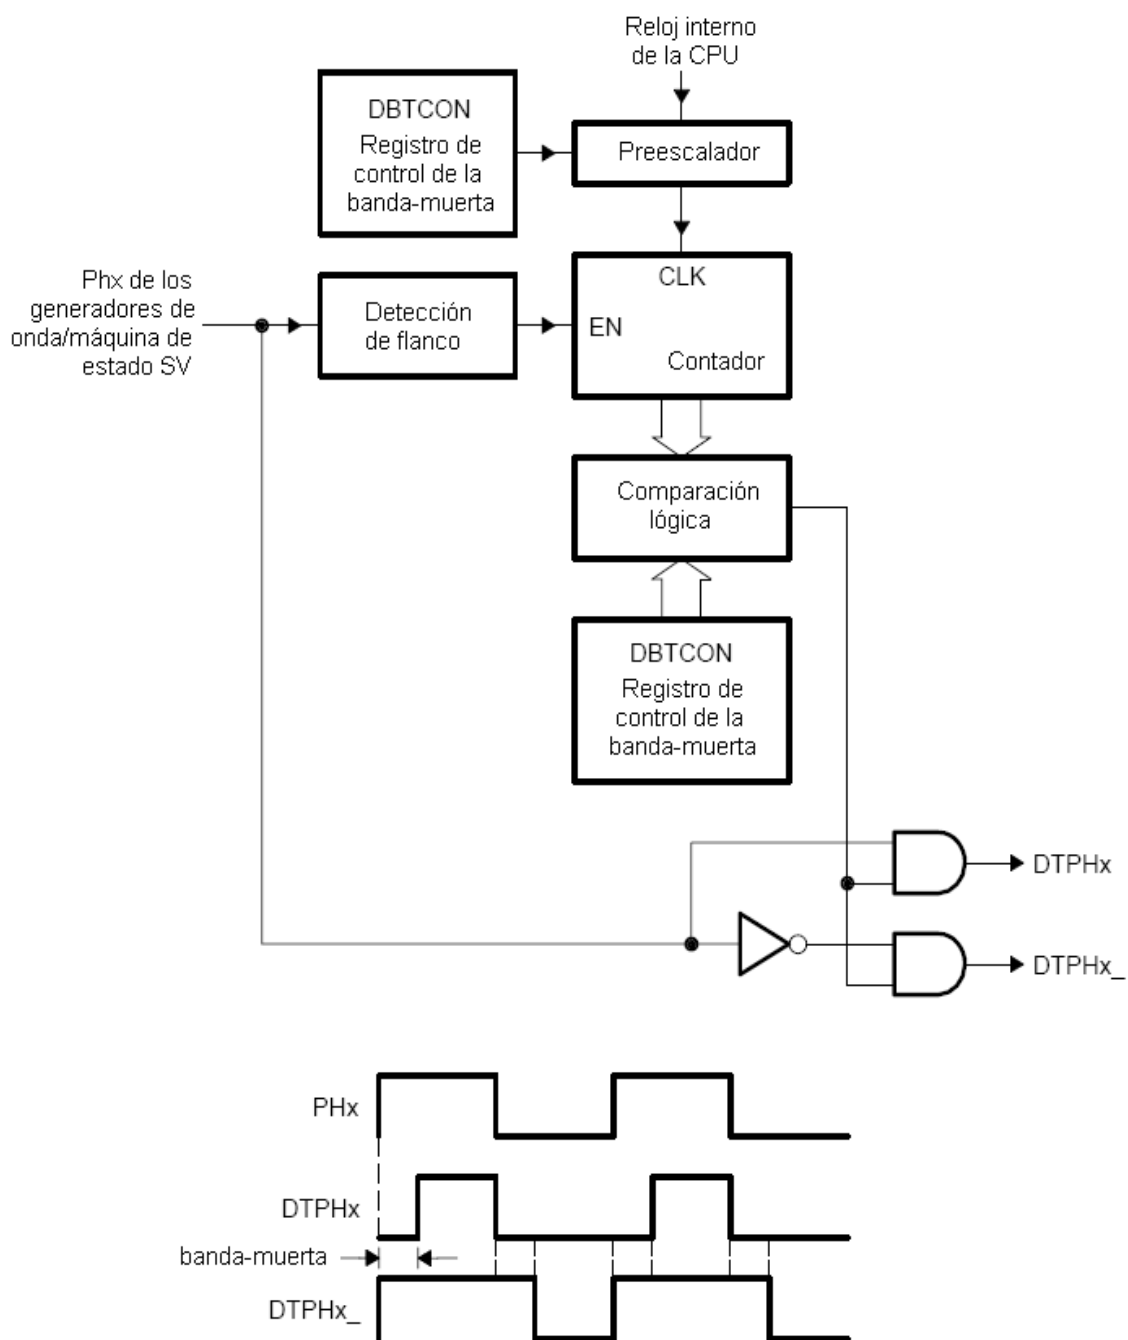 Reloj interno
de la CPU
DBTCON
Registro de
control de la
banda-muerta
Preescalador
Phx de los
generadores de
onda/máquina de
estado SV
Detección
de flanco
CLK
EN
Contador
Comparación
lógica
DBTCON
Registro de
control de la
banda-muerta
DTPHx
DTPHx_
PHx
DTPHx
banda-muerta
DTPHx_